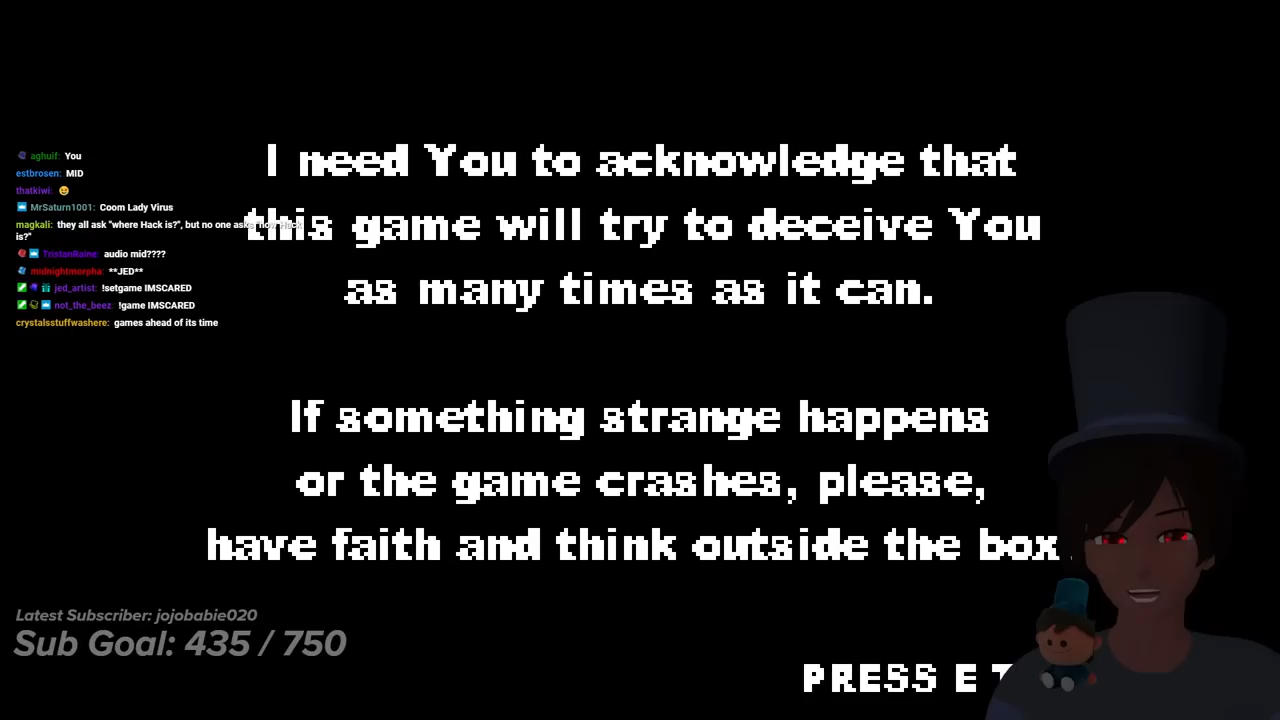 I need You to acknowledge that
this game will try to deceive You
as many times as it can.
If something strange happens
or the game crashes, please,
have faith and think outside the box.
PRESS E
aghuif: You
estbrosen: MID
thatkiwi: 😆
MrSaturn1001: Coom Lady Virus
magkali: they all ask "where Hack is?", but no one asks "how Hack
is?"
TristanRaine: audio mid????
midnightmorpha: **JED**
jed_artist: !setgame IMSCARED
not_the_beez: !game IMSCARED
crystalsstuffwashere: games ahead of its time
Latest Subscriber: jojobabie020
Sub Goal: 435 / 750